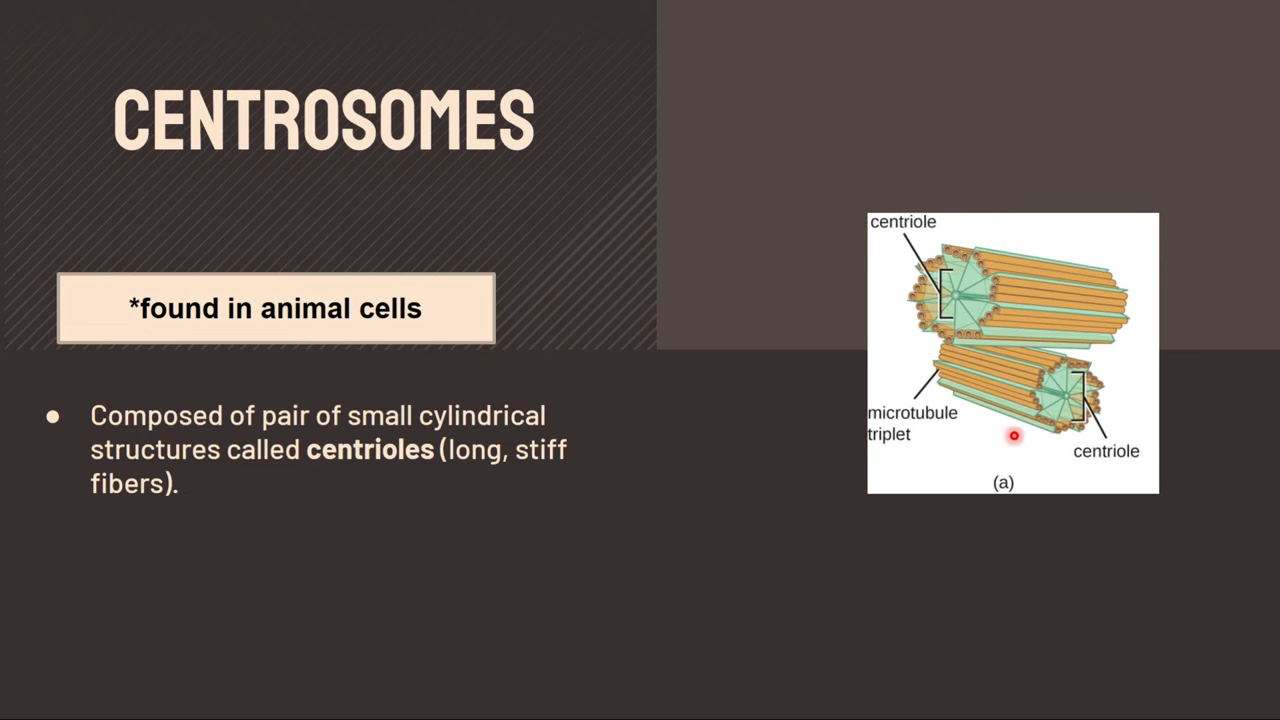 CENTROSOMES
*found in animal cells
● Composed of pair of small cylindrical
structures called centrioles (long, stiff
fibers).
centriole
microtubule
triplet
centriole
(a)